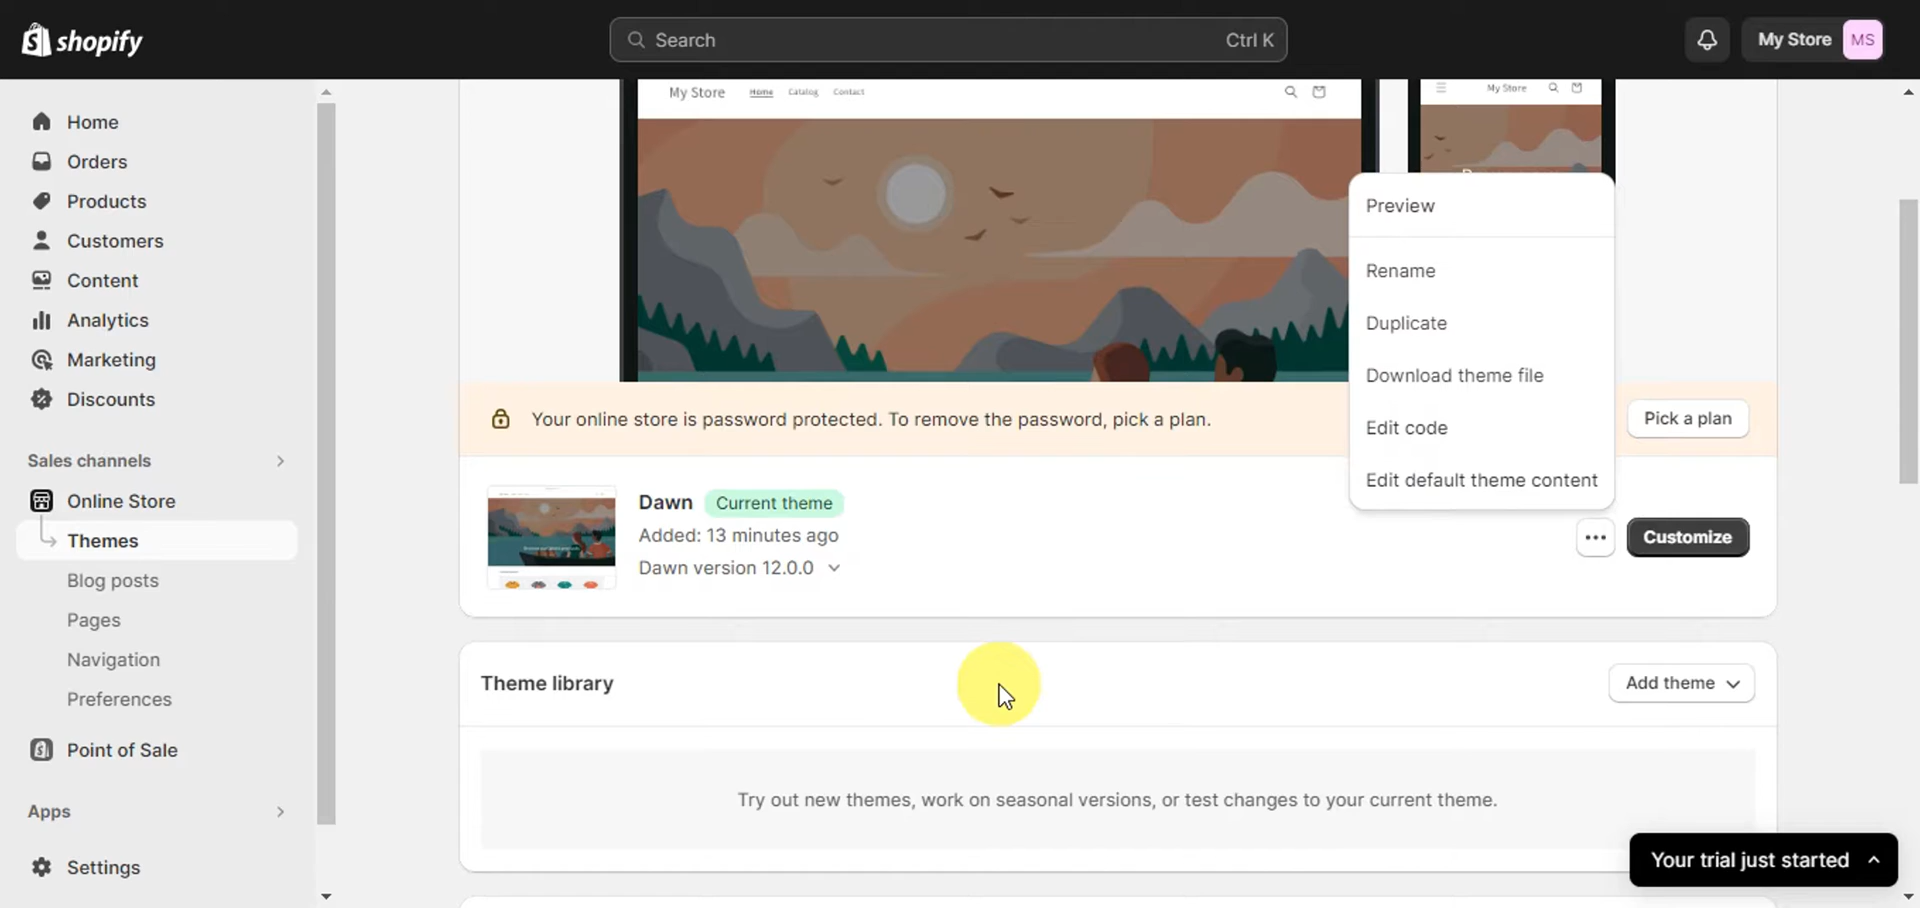 shopify
Search
Ctrl K
My Store
MS
Home
Orders
Products
Customers
Content
Analytics
Marketing
Discounts
Sales channels
Online Store
Themes
Blog posts
Pages
Navigation
Preferences
Point of Sale
Apps
Settings
My Store
Home
Catalog
Contact
My Store
Preview
Rename
Duplicate
Download theme file
Edit code
Edit default theme content
Your online store is password protected. To remove the password, pick a plan.
Pick a plan
Dawn
Current theme
Added: 13 minutes ago
Dawn version 12.0.0
Customize
Theme library
Add theme
Try out new themes, work on seasonal versions, or test changes to your current theme.
Your trial just started